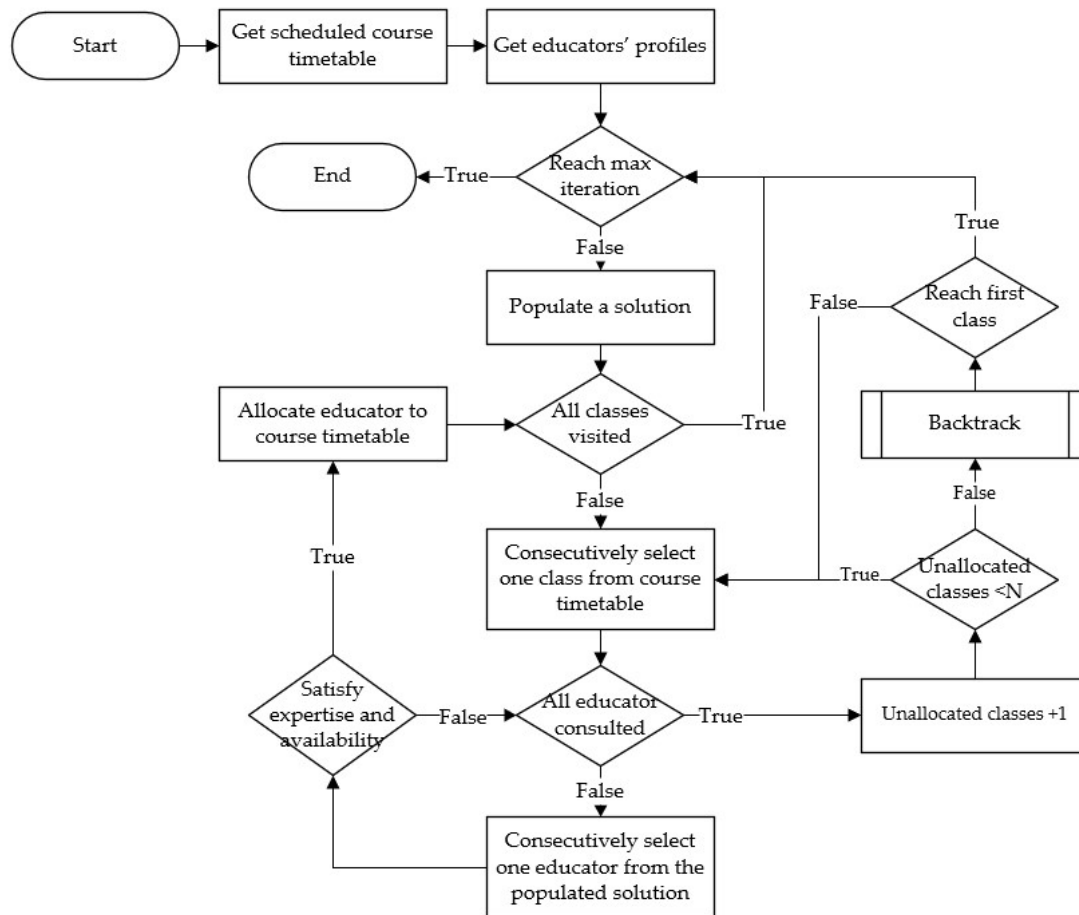 Start
Get scheduled course
timetable
Get educators' profiles
End
True
Reach max
iteration
True
False
Populate a solution
False
Reach first
class
Allocate educator to
course timetable
All classes
visited
True
Backtrack
False
False
True
Consecutively select
one class from course
timetable
True
Unallocated
classes <N
Satisfy
expertise and
availability
False
All educator
consulted
True
Unallocated classes +1
False
Consecutively select
one educator from the
populated solution